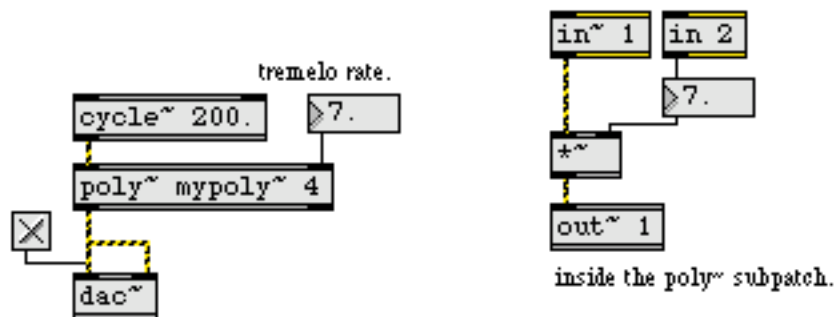 tremelo rate.
cycle~ 200.
7.
poly~ mypoly~ 4
dac~
in~ 1
in 2
7.
*~
out~ 1
inside the poly~ subpatch.